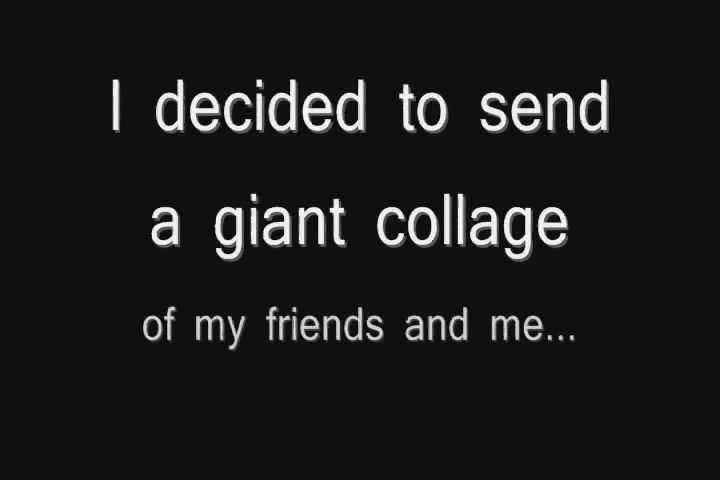 I decided to send
a giant collage
of my friends and me...